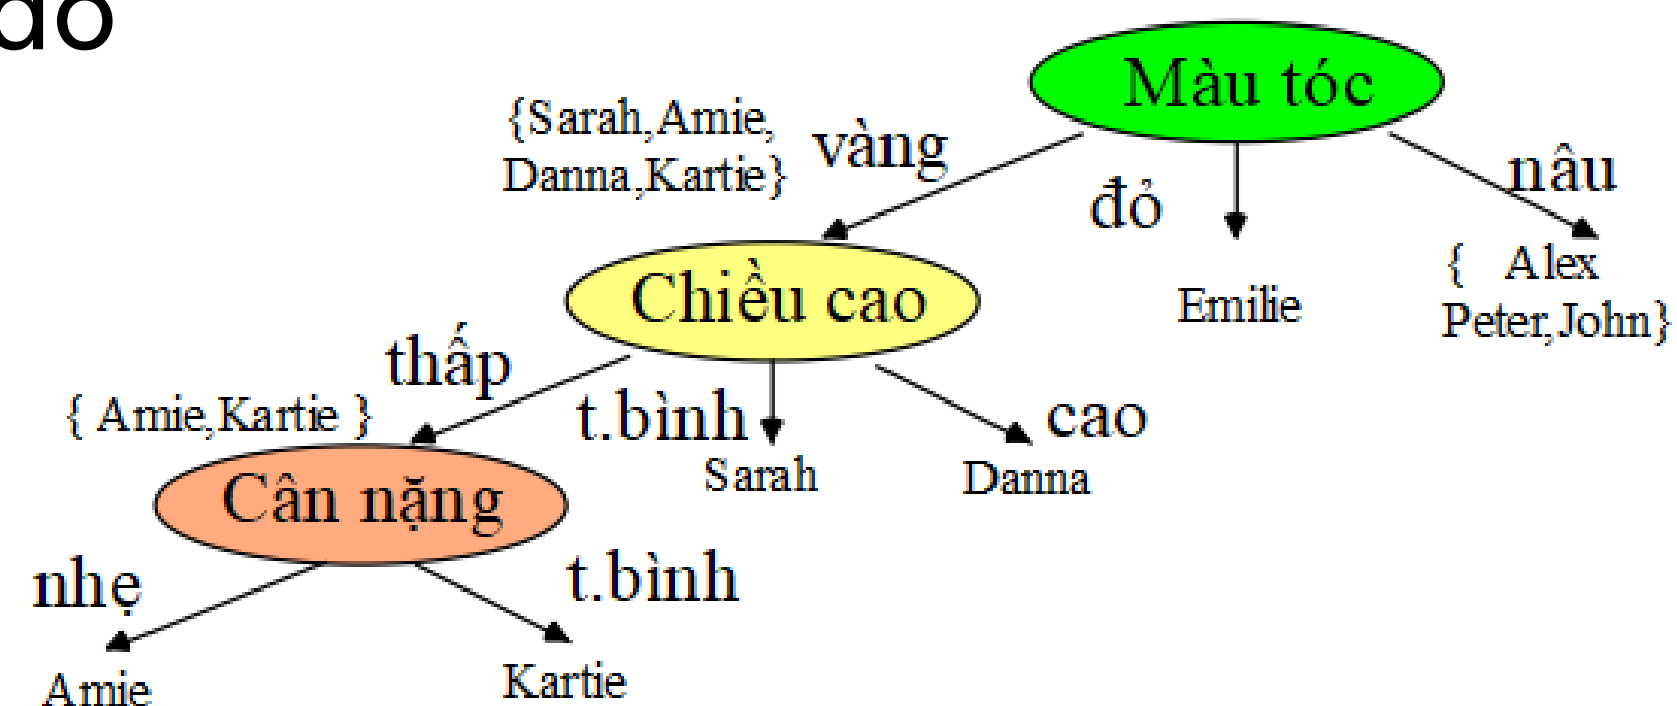 Màu tóc
{Sarah,Amie,
Danna,Kartie}
vàng
đỏ
nâu
Chiều cao
Emilie
{ Alex
Peter,John}
thấp
{ Amie,Kartie }
t.bình
cao
Sarah
Danna
Cân nặng
nhẹ
t.bình
Amie
Kartie